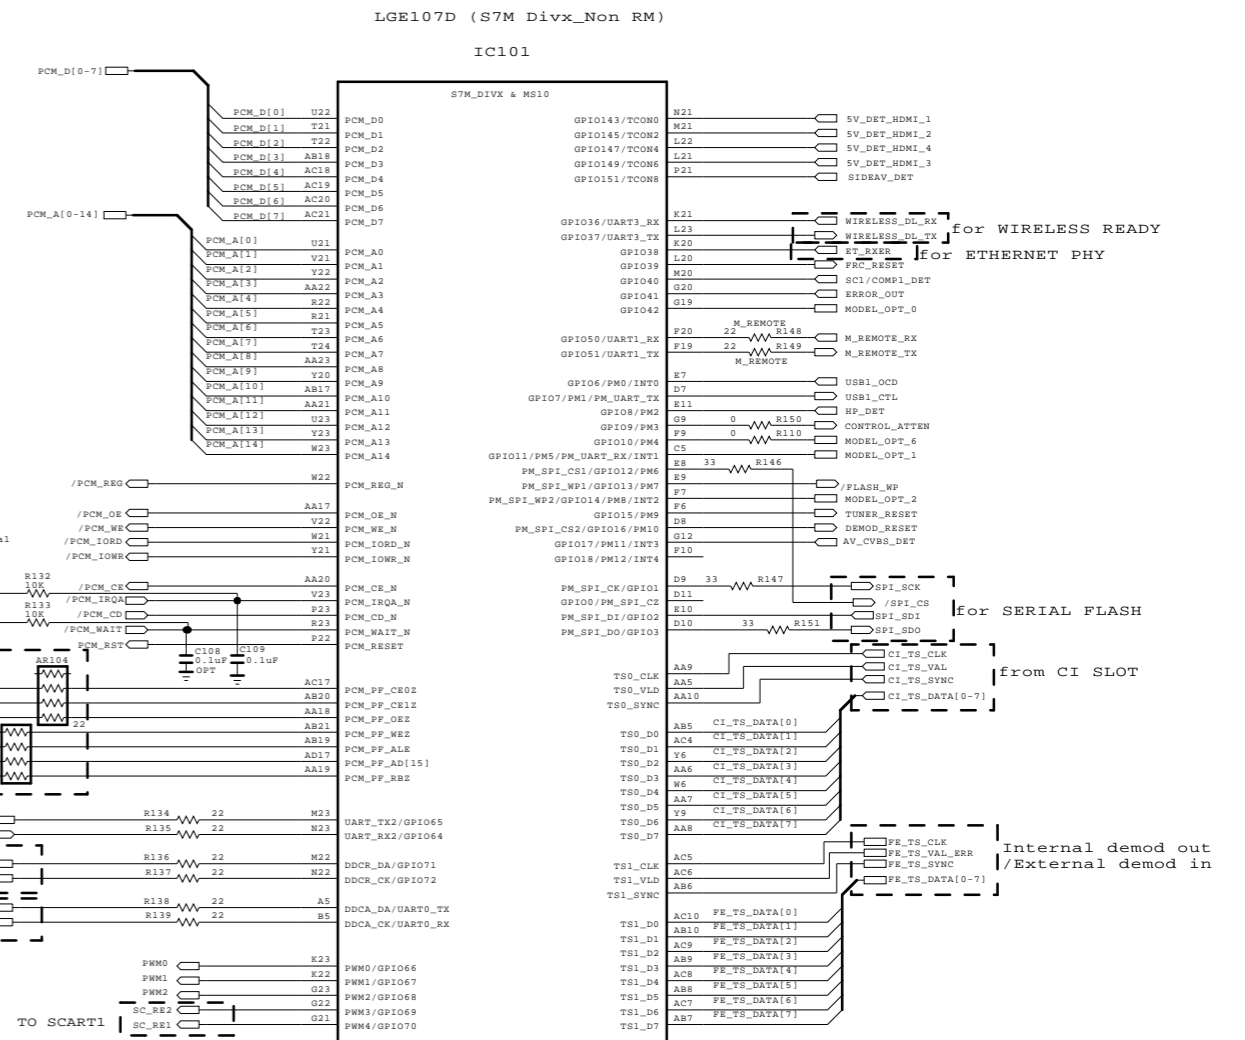 LGE107D (S7M Divx_Non RM)
IC101
S7M_DIVX & MS10
PCM_D[0-7]
PCM_D[0] U22 PCM_D0
PCM_D[1] T21 PCM_D1
PCM_D[2] T22 PCM_D2
PCM_D[3] AB18 PCM_D3
PCM_D[4] AC18 PCM_D4
PCM_D[5] AC19 PCM_D5
PCM_D[6] AC20 PCM_D6
PCM_D[7] AC21 PCM_D7
PCM_A[0-14]
PCM_A[0] U21 PCM_A0
PCM_A[1] V21 PCM_A1
PCM_A[2] Y22 PCM_A2
PCM_A[3] AA22 PCM_A3
PCM_A[4] R22 PCM_A4
PCM_A[5] R21 PCM_A5
PCM_A[6] T23 PCM_A6
PCM_A[7] T24 PCM_A7
PCM_A[8] AA23 PCM_A8
PCM_A[9] Y20 PCM_A9
PCM_A[10] AB17 PCM_A10
PCM_A[11] AA21 PCM_A11
PCM_A[12] U23 PCM_A12
PCM_A[13] Y23 PCM_A13
PCM_A[14] W23 PCM_A14
/PCM_REG W22 PCM_REG_N
/PCM_OE AA17 PCM_OE_N
/PCM_WE V22 PCM_WE_N
/PCM_IORD W21 PCM_IORD_N
/PCM_IOWR Y21 PCM_IOWR_N
/PCM_CE AA20 PCM_CE_N
/PCM_IRQA V23 PCM_IRQA_N
/PCM_CD P23 PCM_CD_N
/PCM_WAIT R23 PCM_WAIT_N
PCM_RST P22 PCM_RESET
R132
10K
R133
10K
C108
0.1uF
OPT
C109
0.1uF
AR104
22
AC17 PCM_PF_CE0Z
AB20 PCM_PF_CE1Z
AA18 PCM_PF_OEZ
AB21 PCM_PF_WEZ
AB19 PCM_PF_ALE
AD17 PCM_PF_AD[15]
AA19 PCM_PF_RBZ
R134 22 M23 UART_TX2/GPIO65
R135 22 N23 UART_RX2/GPIO64
R136 22 M22 DDCR_DA/GPIO71
R137 22 N22 DDCR_CK/GPIO72
R138 22 A5 DDCA_DA/UART0_TX
R139 22 B5 DDCA_CK/UART0_RX
PWM0 K23 PWM0/GPIO66
PWM1 K22 PWM1/GPIO67
PWM2 G23 PWM2/GPIO68
SC_RE2 G22 PWM3/GPIO69
SC_RE1 G21 PWM4/GPIO70
TO SCART1
GPIO143/TCON0 N21 5V_DET_HDMI_1
GPIO145/TCON2 M21 5V_DET_HDMI_2
GPIO147/TCON4 L22 5V_DET_HDMI_4
GPIO149/TCON6 L21 5V_DET_HDMI_3
GPIO151/TCON8 P21 SIDEAV_DET
GPIO36/UART3_RX K21 WIRELESS_DL_RX
GPIO37/UART3_TX L23 WIRELESS_DL_TX
for WIRELESS READY
GPIO38 K20 ET_RXER
for ETHERNET PHY
GPIO39 L20 FRC_RESET
GPIO40 M20 SC1/COMP1_DET
GPIO41 G20 ERROR_OUT
GPIO42 G19 MODEL_OPT_0
M_REMOTE
GPIO50/UART1_RX F20 22 R148 M_REMOTE_RX
GPIO51/UART1_TX F19 22 R149 M_REMOTE_TX
M_REMOTE
GPIO6/PM0/INT0 E7 USB1_OCD
GPIO7/PM1/PM_UART_TX D7 USB1_CTL
GPIO8/PM2 E11 HP_DET
GPIO9/PM3 G9 0 R150 CONTROL_ATTEN
GPIO10/PM4 F9 0 R110 MODEL_OPT_6
GPIO11/PM5/PM_UART_RX/INT1 C5 MODEL_OPT_1
PM_SPI_CS1/GPIO12/PM6 E8 33 R146
PM_SPI_WP1/GPIO13/PM7 E9 /FLASH_WP
PM_SPI_WP2/GPIO14/PM8/INT2 F7 MODEL_OPT_2
GPIO15/PM9 F6 TUNER_RESET
PM_SPI_CS2/GPIO16/PM10 D8 DEMOD_RESET
GPIO17/PM11/INT3 G12 AV_CVBS_DET
GPIO18/PM12/INT4 F10
PM_SPI_CK/GPIO1 D9 33 R147 SPI_SCK
GPIO0/PM_SPI_CZ D11 /SPI_CS
PM_SPI_DI/GPIO2 E10 SPI_SDI
PM_SPI_DO/GPIO3 D10 33 R151 SPI_SDO
for SERIAL FLASH
TS0_CLK AA9 CI_TS_CLK
TS0_VLD AA5 CI_TS_VAL
TS0_SYNC AA10 CI_TS_SYNC
CI_TS_DATA[0-7]
from CI SLOT
TS0_D0 AB5 CI_TS_DATA[0]
TS0_D1 AC4 CI_TS_DATA[1]
TS0_D2 Y6 CI_TS_DATA[2]
TS0_D3 AA6 CI_TS_DATA[3]
TS0_D4 W6 CI_TS_DATA[4]
TS0_D5 AA7 CI_TS_DATA[5]
TS0_D6 Y9 CI_TS_DATA[6]
TS0_D7 AA8 CI_TS_DATA[7]
TS1_CLK AC5 FE_TS_CLK
TS1_VLD AC6 FE_TS_VAL_ERR
TS1_SYNC AB6 FE_TS_SYNC
FE_TS_DATA[0-7]
Internal demod out
/External demod in
TS1_D0 AC10 FE_TS_DATA[0]
TS1_D1 AB10 FE_TS_DATA[1]
TS1_D2 AC9 FE_TS_DATA[2]
TS1_D3 AB9 FE_TS_DATA[3]
TS1_D4 AC8 FE_TS_DATA[4]
TS1_D5 AB8 FE_TS_DATA[5]
TS1_D6 AC7 FE_TS_DATA[6]
TS1_D7 AB7 FE_TS_DATA[7]